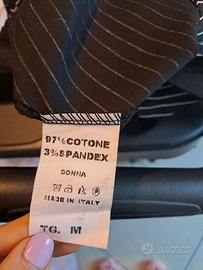 97%COTONE
3%SPANDEX
DONNA
MADE IN ITALY
TG. M
subito